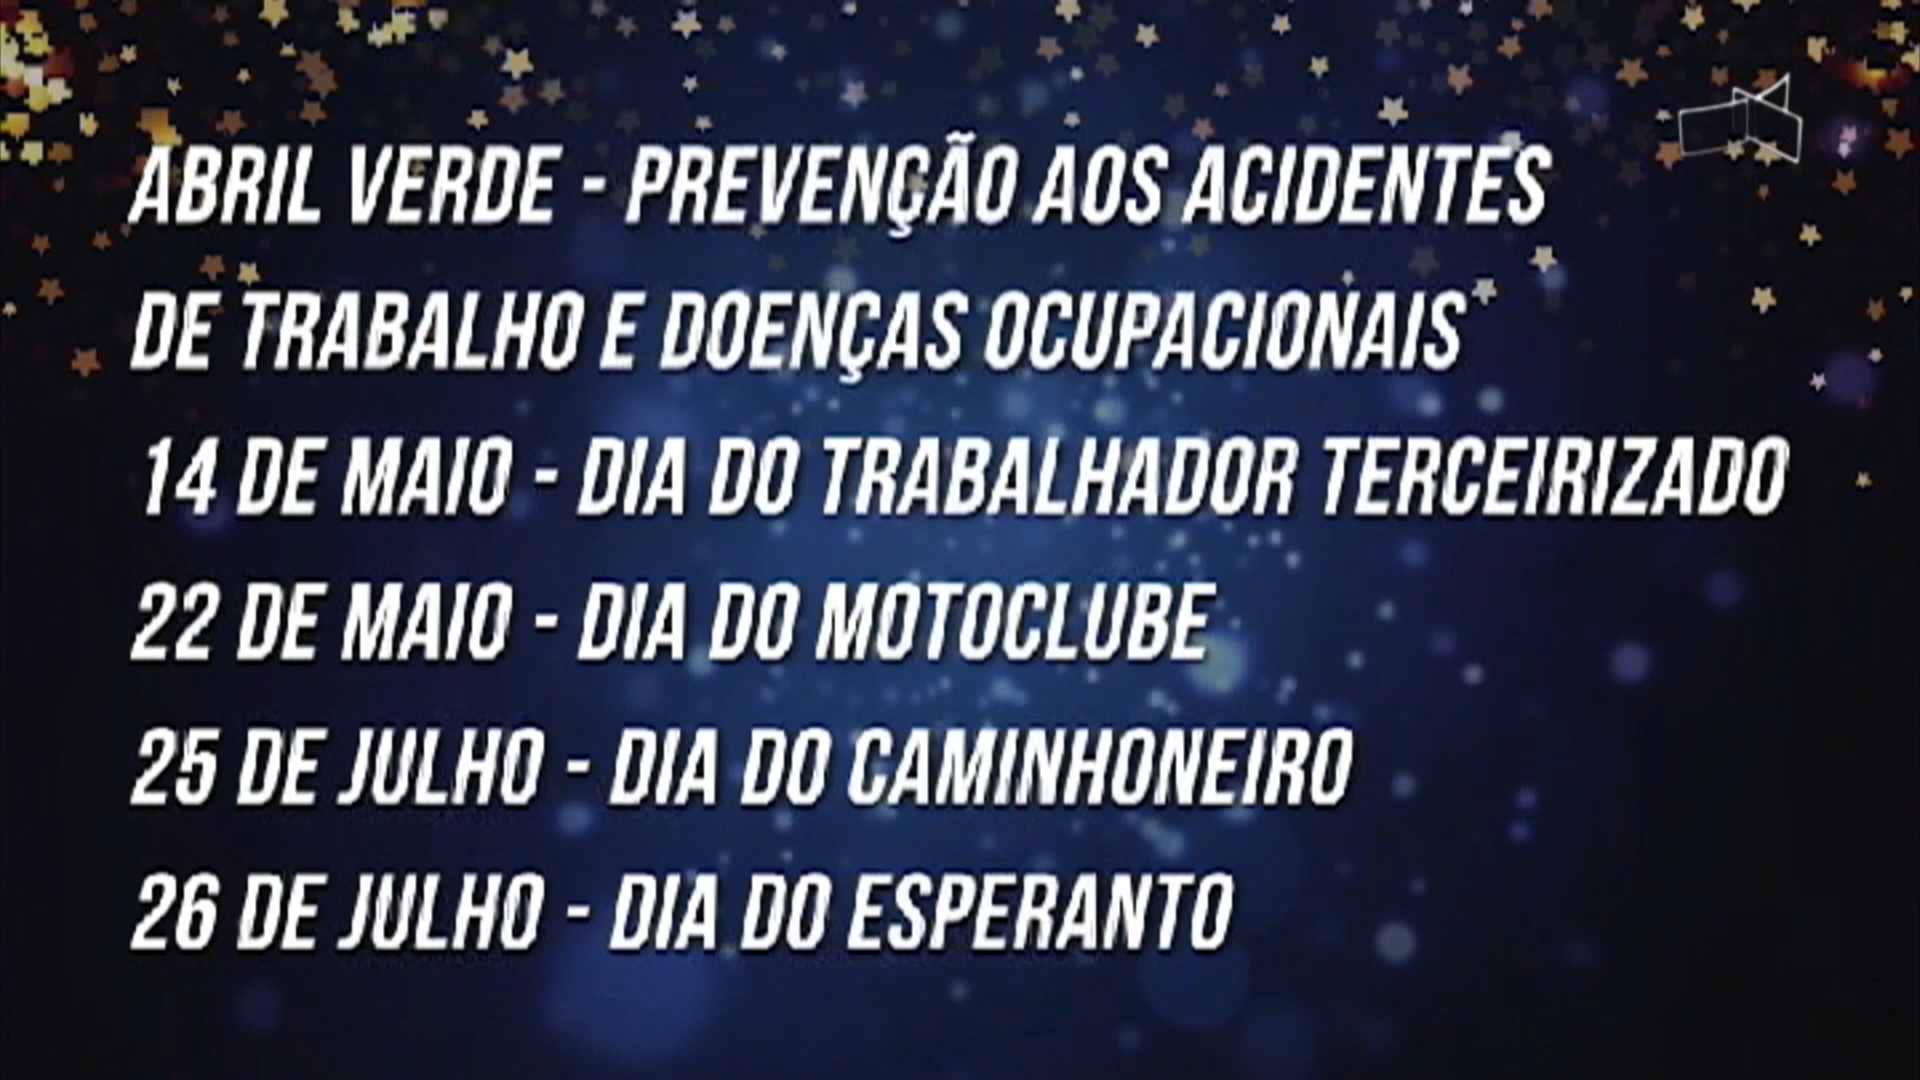 ABRIL VERDE - PREVENÇÃO AOS ACIDENTES
DE TRABALHO E DOENÇAS OCUPACIONAIS
14 DE MAIO - DIA DO TRABALHADOR TERCEIRIZADO
22 DE MAIO - DIA DO MOTOCLUBE
25 DE JULHO - DIA DO CAMINHONEIRO
26 DE JULHO - DIA DO ESPERANTO